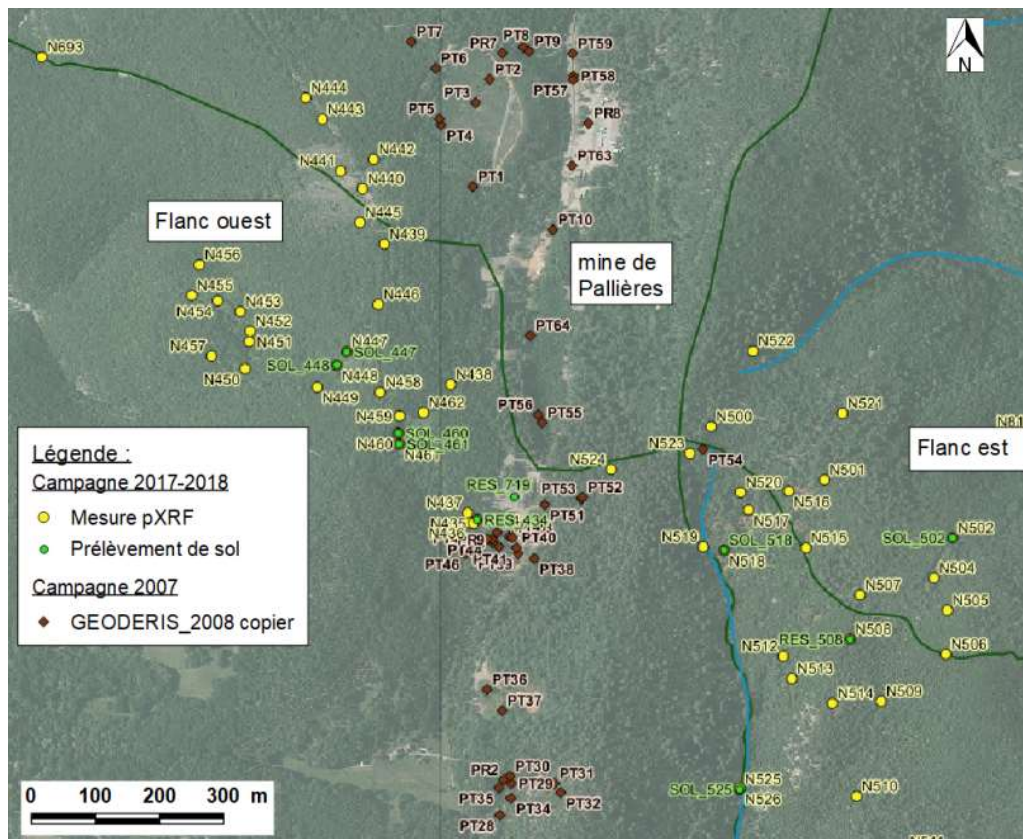 N693
PT7
PT8
PR7
PT9
PT59
PT6
PT2
PT58
PT57
N
N444
N443
PT3
PT5
PT4
PR8
N442
N441
N440
PT63
PT1
Flanc ouest
N445
N439
PT10
mine de
Pallières
N456
N455
N454
N453
N446
N452
N451
N457
N450
N447
SOL_447
SOL_448
N448
N449
PT64
N522
N458
N438
N459
N462
PT56
PT55
N521
N500
N81
SOL_460
N460
SOL_461
N461
N523
PT54
Flanc est
N524
RES_719
PT53
PT52
PT51
N520
N516
N501
N517
N437
N435
RES_434
N436
PT40
PT44
PT41
PT46
PT38
N519
SOL_518
N518
N515
SOL_502
N502
N504
N505
N507
RES_508
N508
N506
N512
N513
N514
N509
PT36
PT37
PR2
PT30
PT29
PT31
PT35
PT34
PT32
PT28
SOL_525
N525
N526
N510
Légende :
Campagne 2017-2018
Mesure pXRF
Prélèvement de sol
Campagne 2007
GEODERIS_2008 copier
0 100 200 300 m